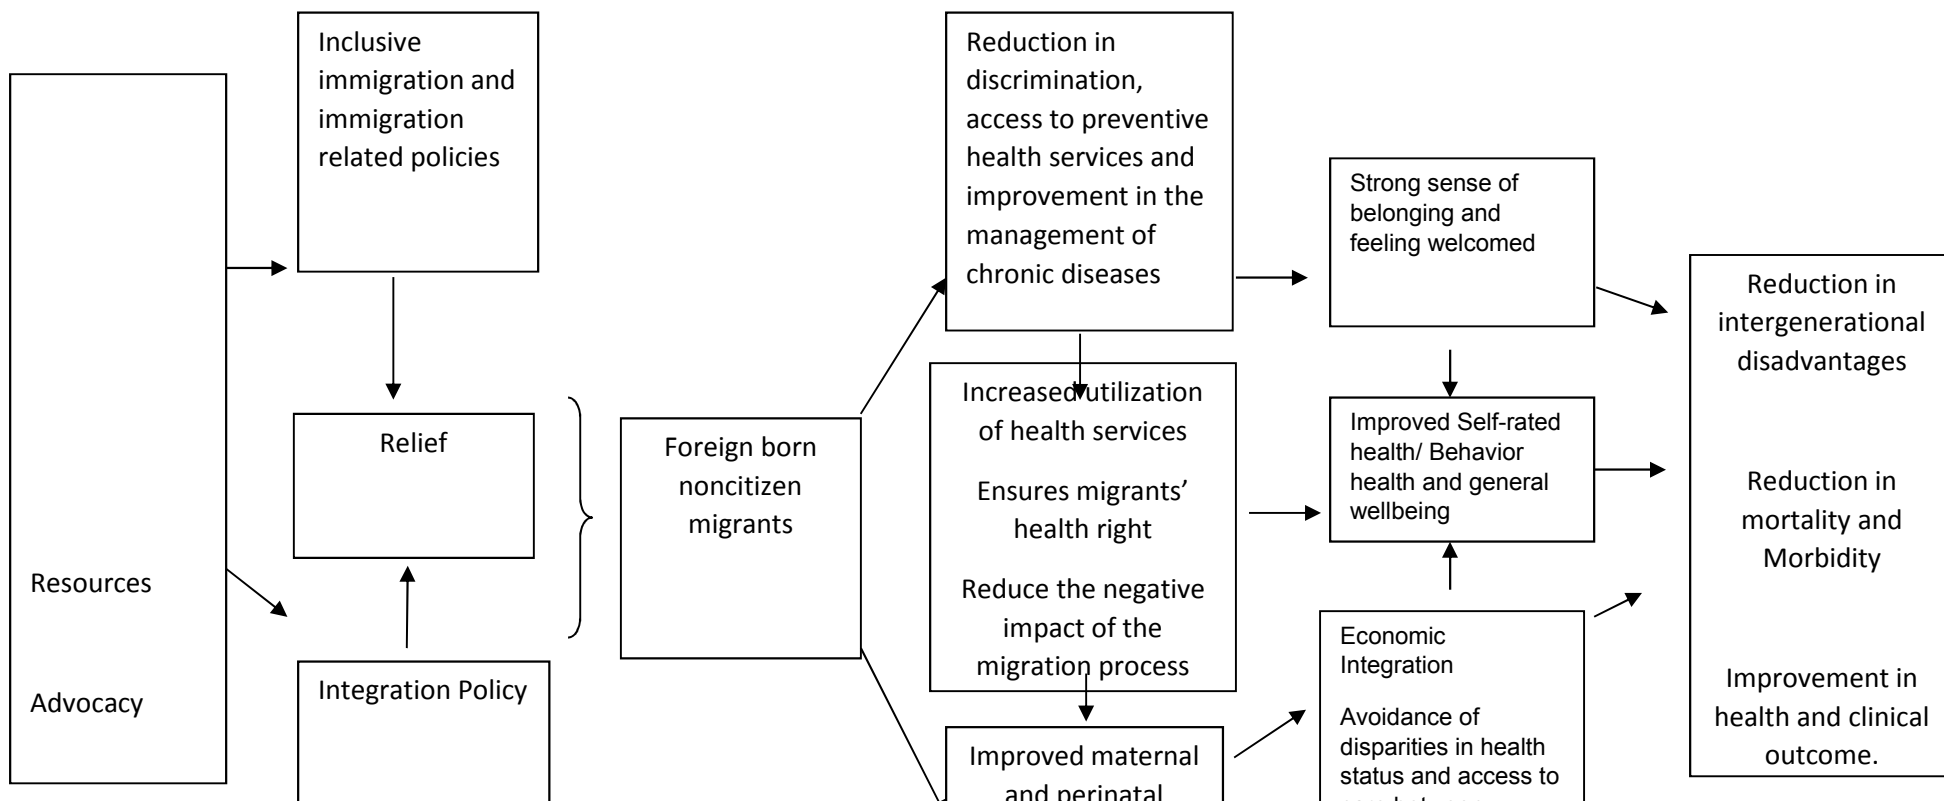 Resources
Advocacy
Inclusive
immigration and
immigration
related policies
Relief
Integration Policy
Foreign born
noncitizen
migrants
Reduction in
discrimination,
access to preventive
health services and
improvement in the
management of
chronic diseases
Increased utilization
of health services
Ensures migrants’
health right
Reduce the negative
impact of the
migration process
Improved maternal
and perinatal
Strong sense of
belonging and
feeling welcomed
Improved Self-rated
health/ Behavior
health and general
wellbeing
Economic
Integration
Avoidance of
disparities in health
status and access to
Reduction in
intergenerational
disadvantages
Reduction in
mortality and
Morbidity
Improvement in
health and clinical
outcome.